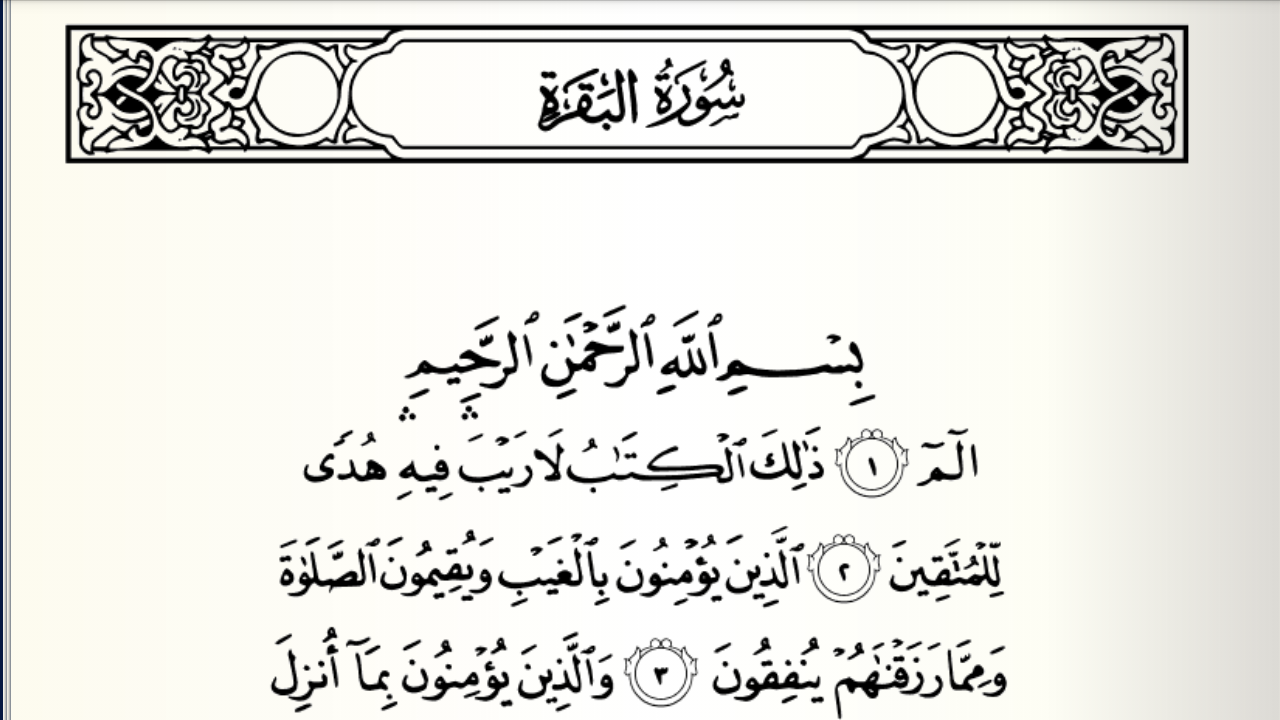 سُورَةُ البَقَرَةِ
بِسْمِ ٱللَّهِ ٱلرَّحْمَٰنِ ٱلرَّحِيمِ
الٓمٓ ١ ذَٰلِكَ ٱلْكِتَٰبُ لَا رَيْبَ ۛ فِيهِ ۛ هُدًى
لِّلْمُتَّقِينَ ٢ ٱلَّذِينَ يُؤْمِنُونَ بِٱلْغَيْبِ وَيُقِيمُونَ ٱلصَّلَوٰةَ
وَمِمَّا رَزَقْنَٰهُمْ يُنفِقُونَ ٣ وَٱلَّذِينَ يُؤْمِنُونَ بِمَآ أُنزِلَ